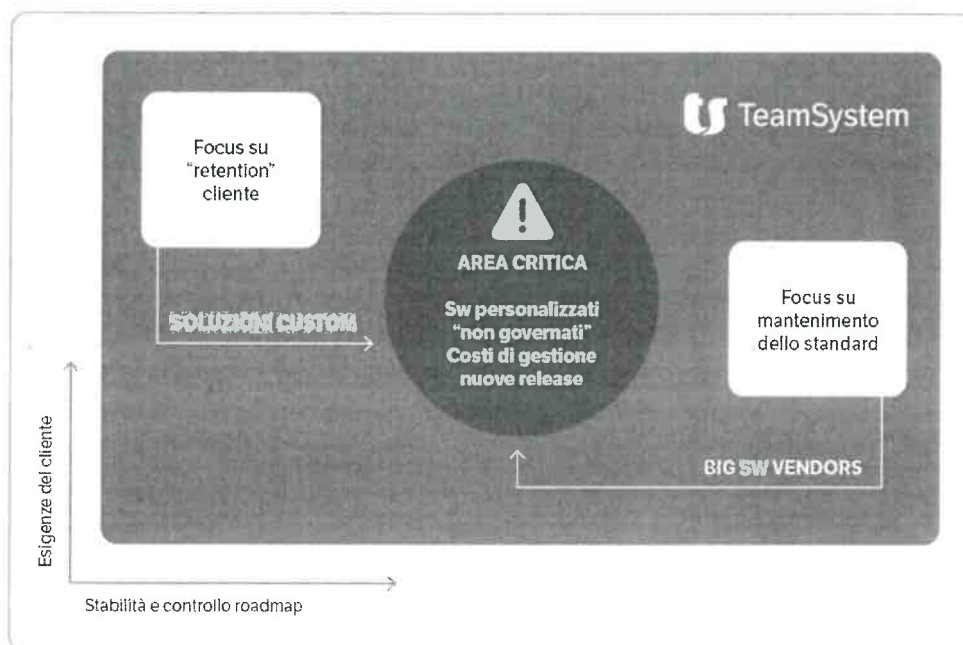 TeamSystem
Focus su
"retention"
cliente
AREA CRITICA
Sw personalizzati
"non governati"
Costi di gestione
nuove release
Focus su
mantenimento
dello standard
SOLUZIONI CUSTOM
BIG SW VENDORS
Esigenze del cliente
Stabilità e controllo roadmap